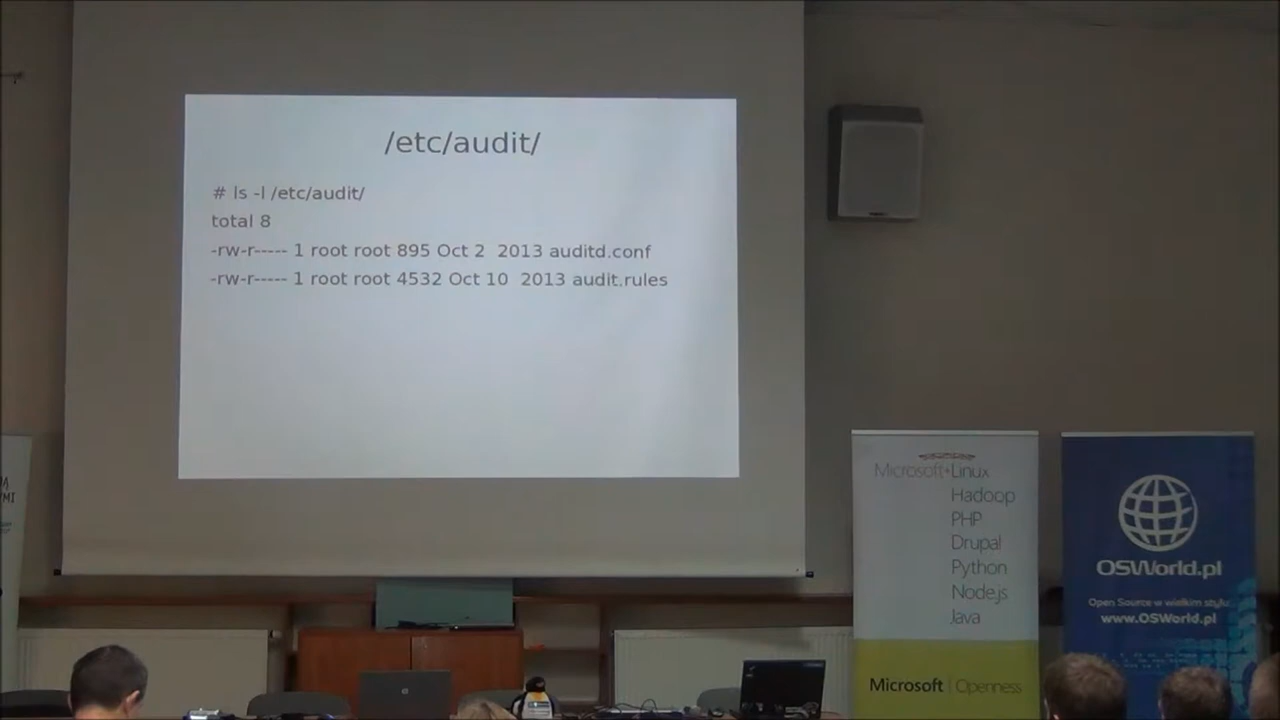 /etc/audit/
# ls -l /etc/audit/
total 8
-rw-r----- 1 root root 895 Oct 2  2013 auditd.conf
-rw-r----- 1 root root 4532 Oct 10  2013 audit.rules
Microsoft+Linux
Hadoop
PHP
Drupal
Python
Nodejs
Java
Microsoft | Openness
OSWorld.pl
Open Source w wielkim stylu
www.OSWorld.pl